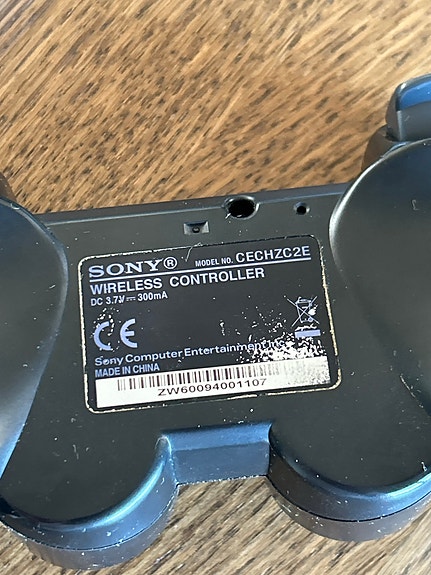 SONY® MODEL NO. CECHZC2E
WIRELESS CONTROLLER
DC 3.7V⎓ 300mA
CE
Sony Computer Entertainment
MADE IN CHINA
ZW60094001107